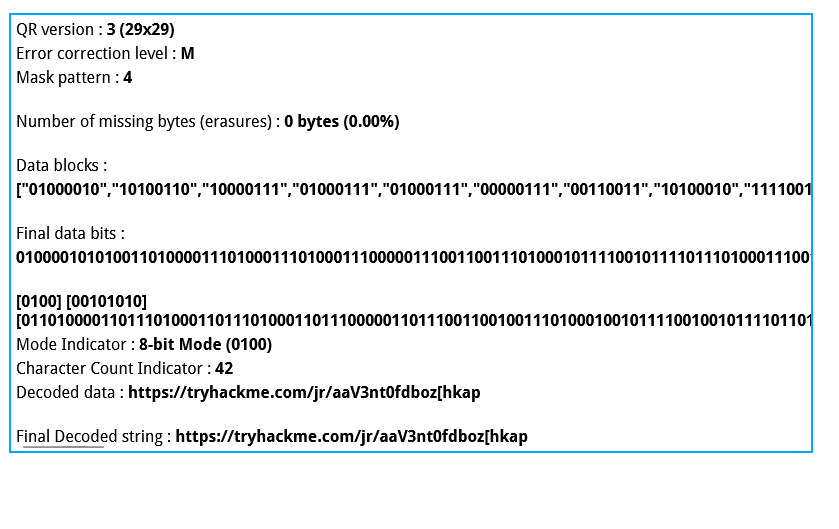 QR version : 3 (29x29)
Error correction level : M
Mask pattern : 4
Number of missing bytes (erasures) : 0 bytes (0.00%)
Data blocks :
["01000010","10100110","10000111","01000111","01000111","00000111","00110011","10100010","1111001
Final data bits :
0100001010100110100001110100011101000111000001110011001110100010111100101111011101000111001
[0100] [00101010]
[0110100001101110100011011101000110111000001101110011001001110100010010111100100101111011011
Mode Indicator : 8-bit Mode (0100)
Character Count Indicator : 42
Decoded data : https://tryhackme.com/jr/aaV3nt0fdboz[hkap
Final Decoded string : https://tryhackme.com/jr/aaV3nt0fdboz[hkap